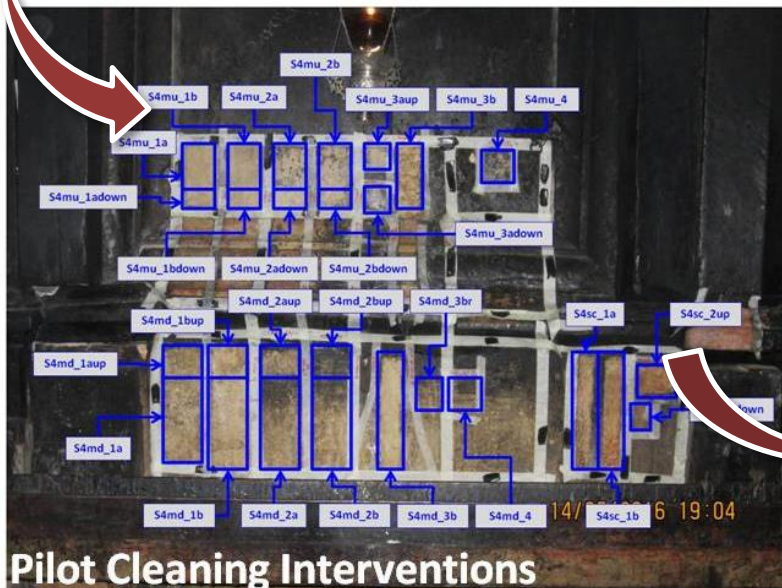 S4mu_2b
S4mu_1b S4mu_2a S4mu_3aup S4mu_3b S4mu_4
S4mu_1a
S4mu_1adown
S4mu_3adown
S4mu_1bdown S4mu_2adown S4mu_2bdown
S4md_2aup S4md_2bup S4md_3br
S4md_1bup S4sc_1a S4sc_2up
S4md_1aup
down
S4md_1a
S4md_1b S4md_2a S4md_2b S4md_3b S4md_4 14/ 6 19:04 S4sc_1b
Pilot Cleaning Interventions